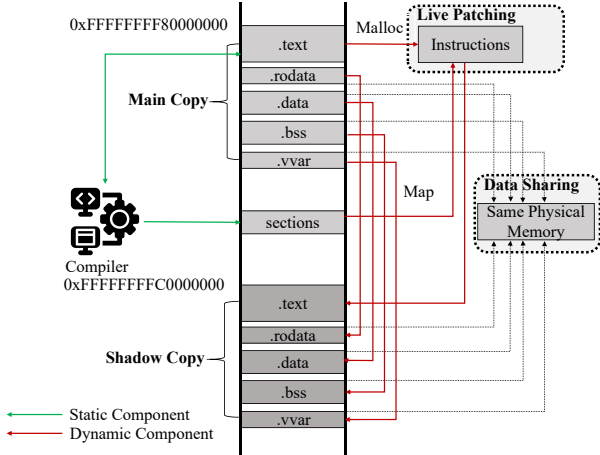 0xFFFFFFFF80000000
Live Patching
.text
Malloc
Instructions
.rodata
Main Copy
.data
.bss
.vvar
Map
Data Sharing
sections
Same Physical
Memory
Compiler
0xFFFFFFFFC0000000
.text
.rodata
Shadow Copy
.data
.bss
.vvar
Static Component
Dynamic Component